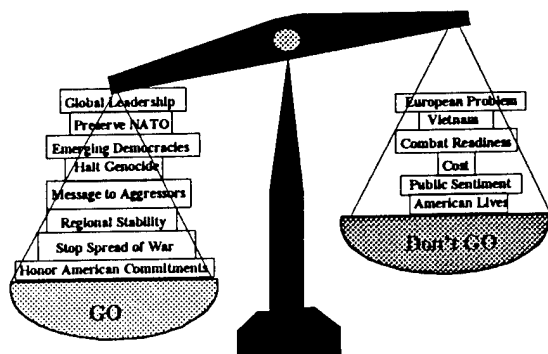 Global Leadership
Preserve NATO
Emerging Democracies
Halt Genocide
Message to Aggressors
Regional Stability
Stop Spread of War
Honor American Commitments
GO
European Problem
Vietnam
Combat Readiness
Cost
Public Sentiment
American Lives
Don't GO